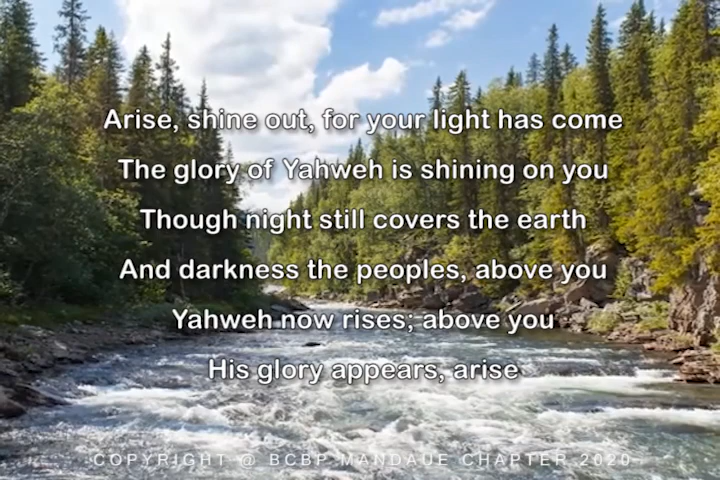 Arise, shine out, for your light has come
The glory of Yahweh is shining on you
Though night still covers the earth
And darkness the peoples, above you
Yahweh now rises; above you
His glory appears, arise
COPYRIGHT @ BCBP MANDAUE CHAPTER 2020